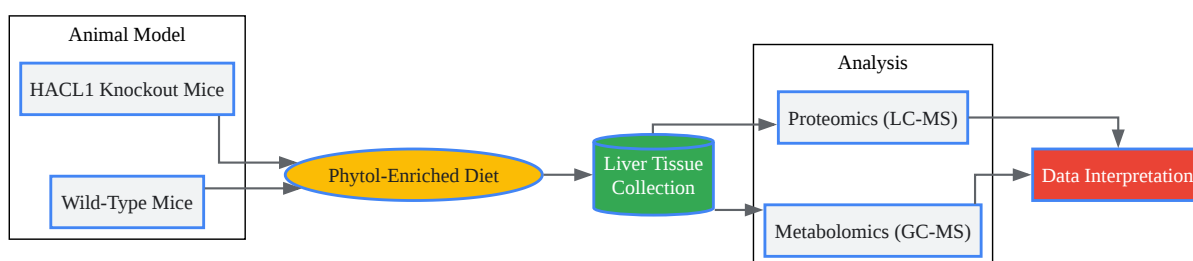 Animal Model
HACL1 Knockout Mice
Wild-Type Mice
Phytol-Enriched Diet
Liver Tissue
Collection
Analysis
Proteomics (LC-MS)
Metabolomics (GC-MS)
Data Interpretation